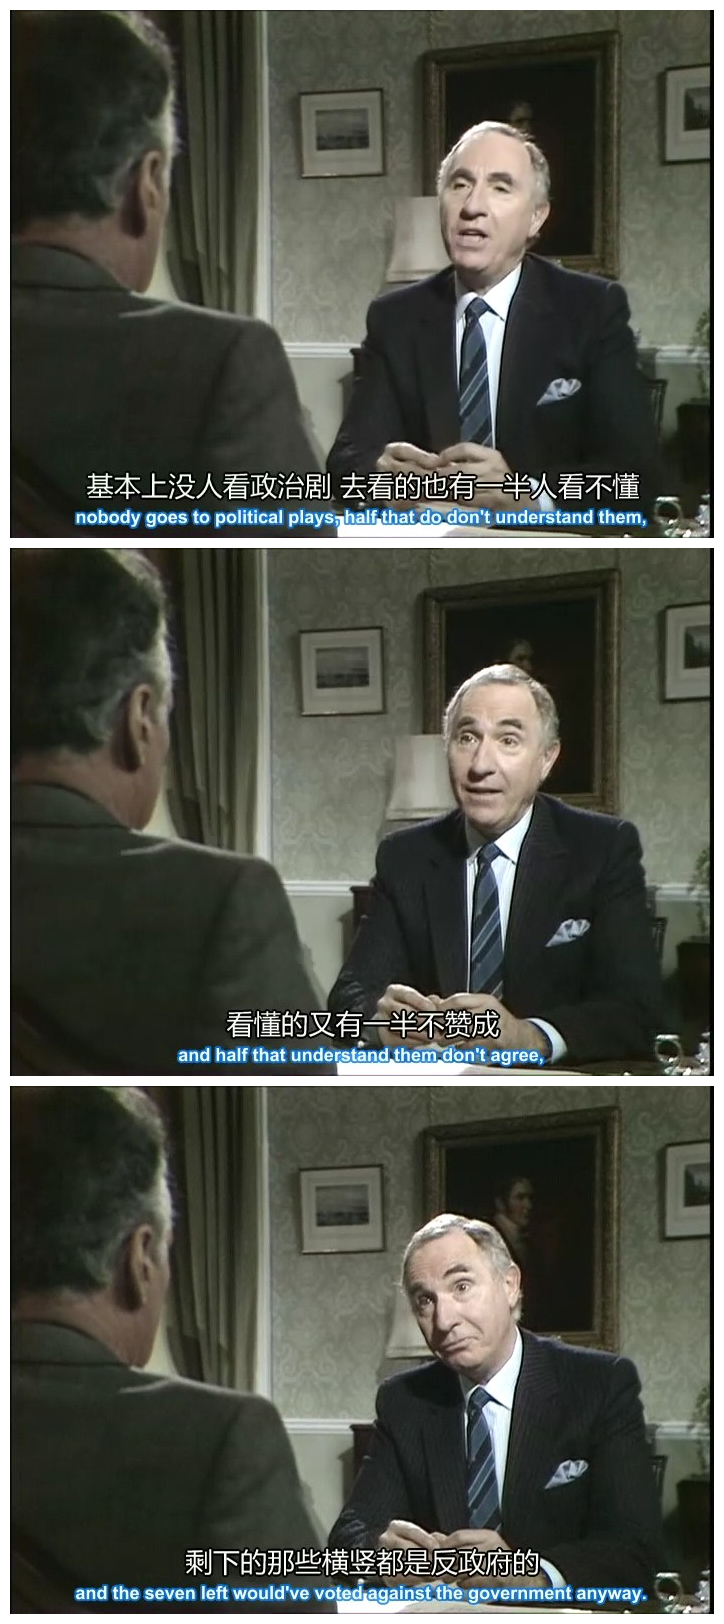 基本上没人看政治剧 去看的也有一半人看不懂
nobody goes to political plays, half that do don't understand them,
看懂的又有一半不赞成
and half that understand them don't agree,
剩下的那些横竖都是反政府的
and the seven left would've voted against the government anyway.